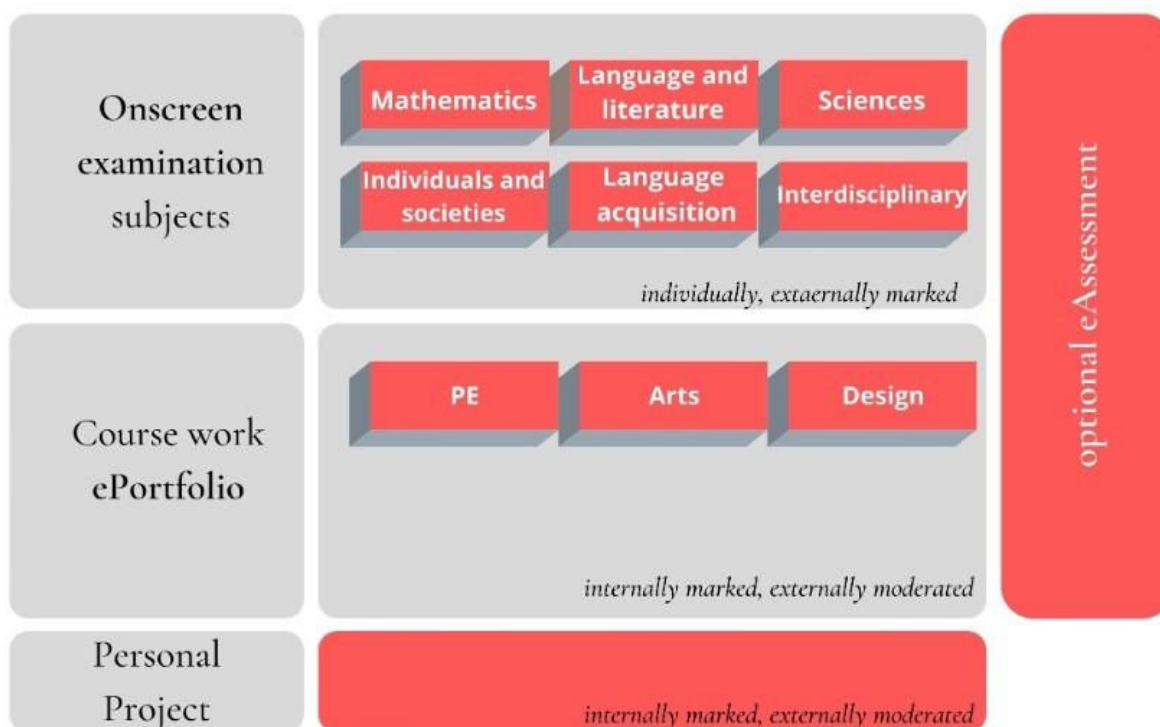 Onscreen
examination
subjects
Mathematics
Language and
literature
Sciences
Individuals and
societies
Language
acquisition
Interdisciplinary
individually, extaernally marked
Course work
ePortfolio
PE
Arts
Design
internally marked, externally moderated
optional eAssessment
Personal
Project
internally marked, externally moderated